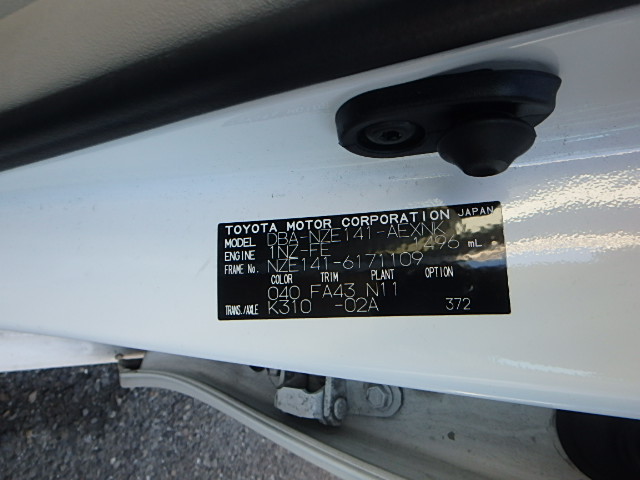 TOYOTA MOTOR CORPORATION JAPAN
MODEL DBA-NZE141-AEXNK
ENGINE 1NZ-FE 1496 mL
FRAME No. NZE141-6171109
COLOR TRIM PLANT OPTION
040 FA43 N11
TRANS./AXLE K310 -02A 372